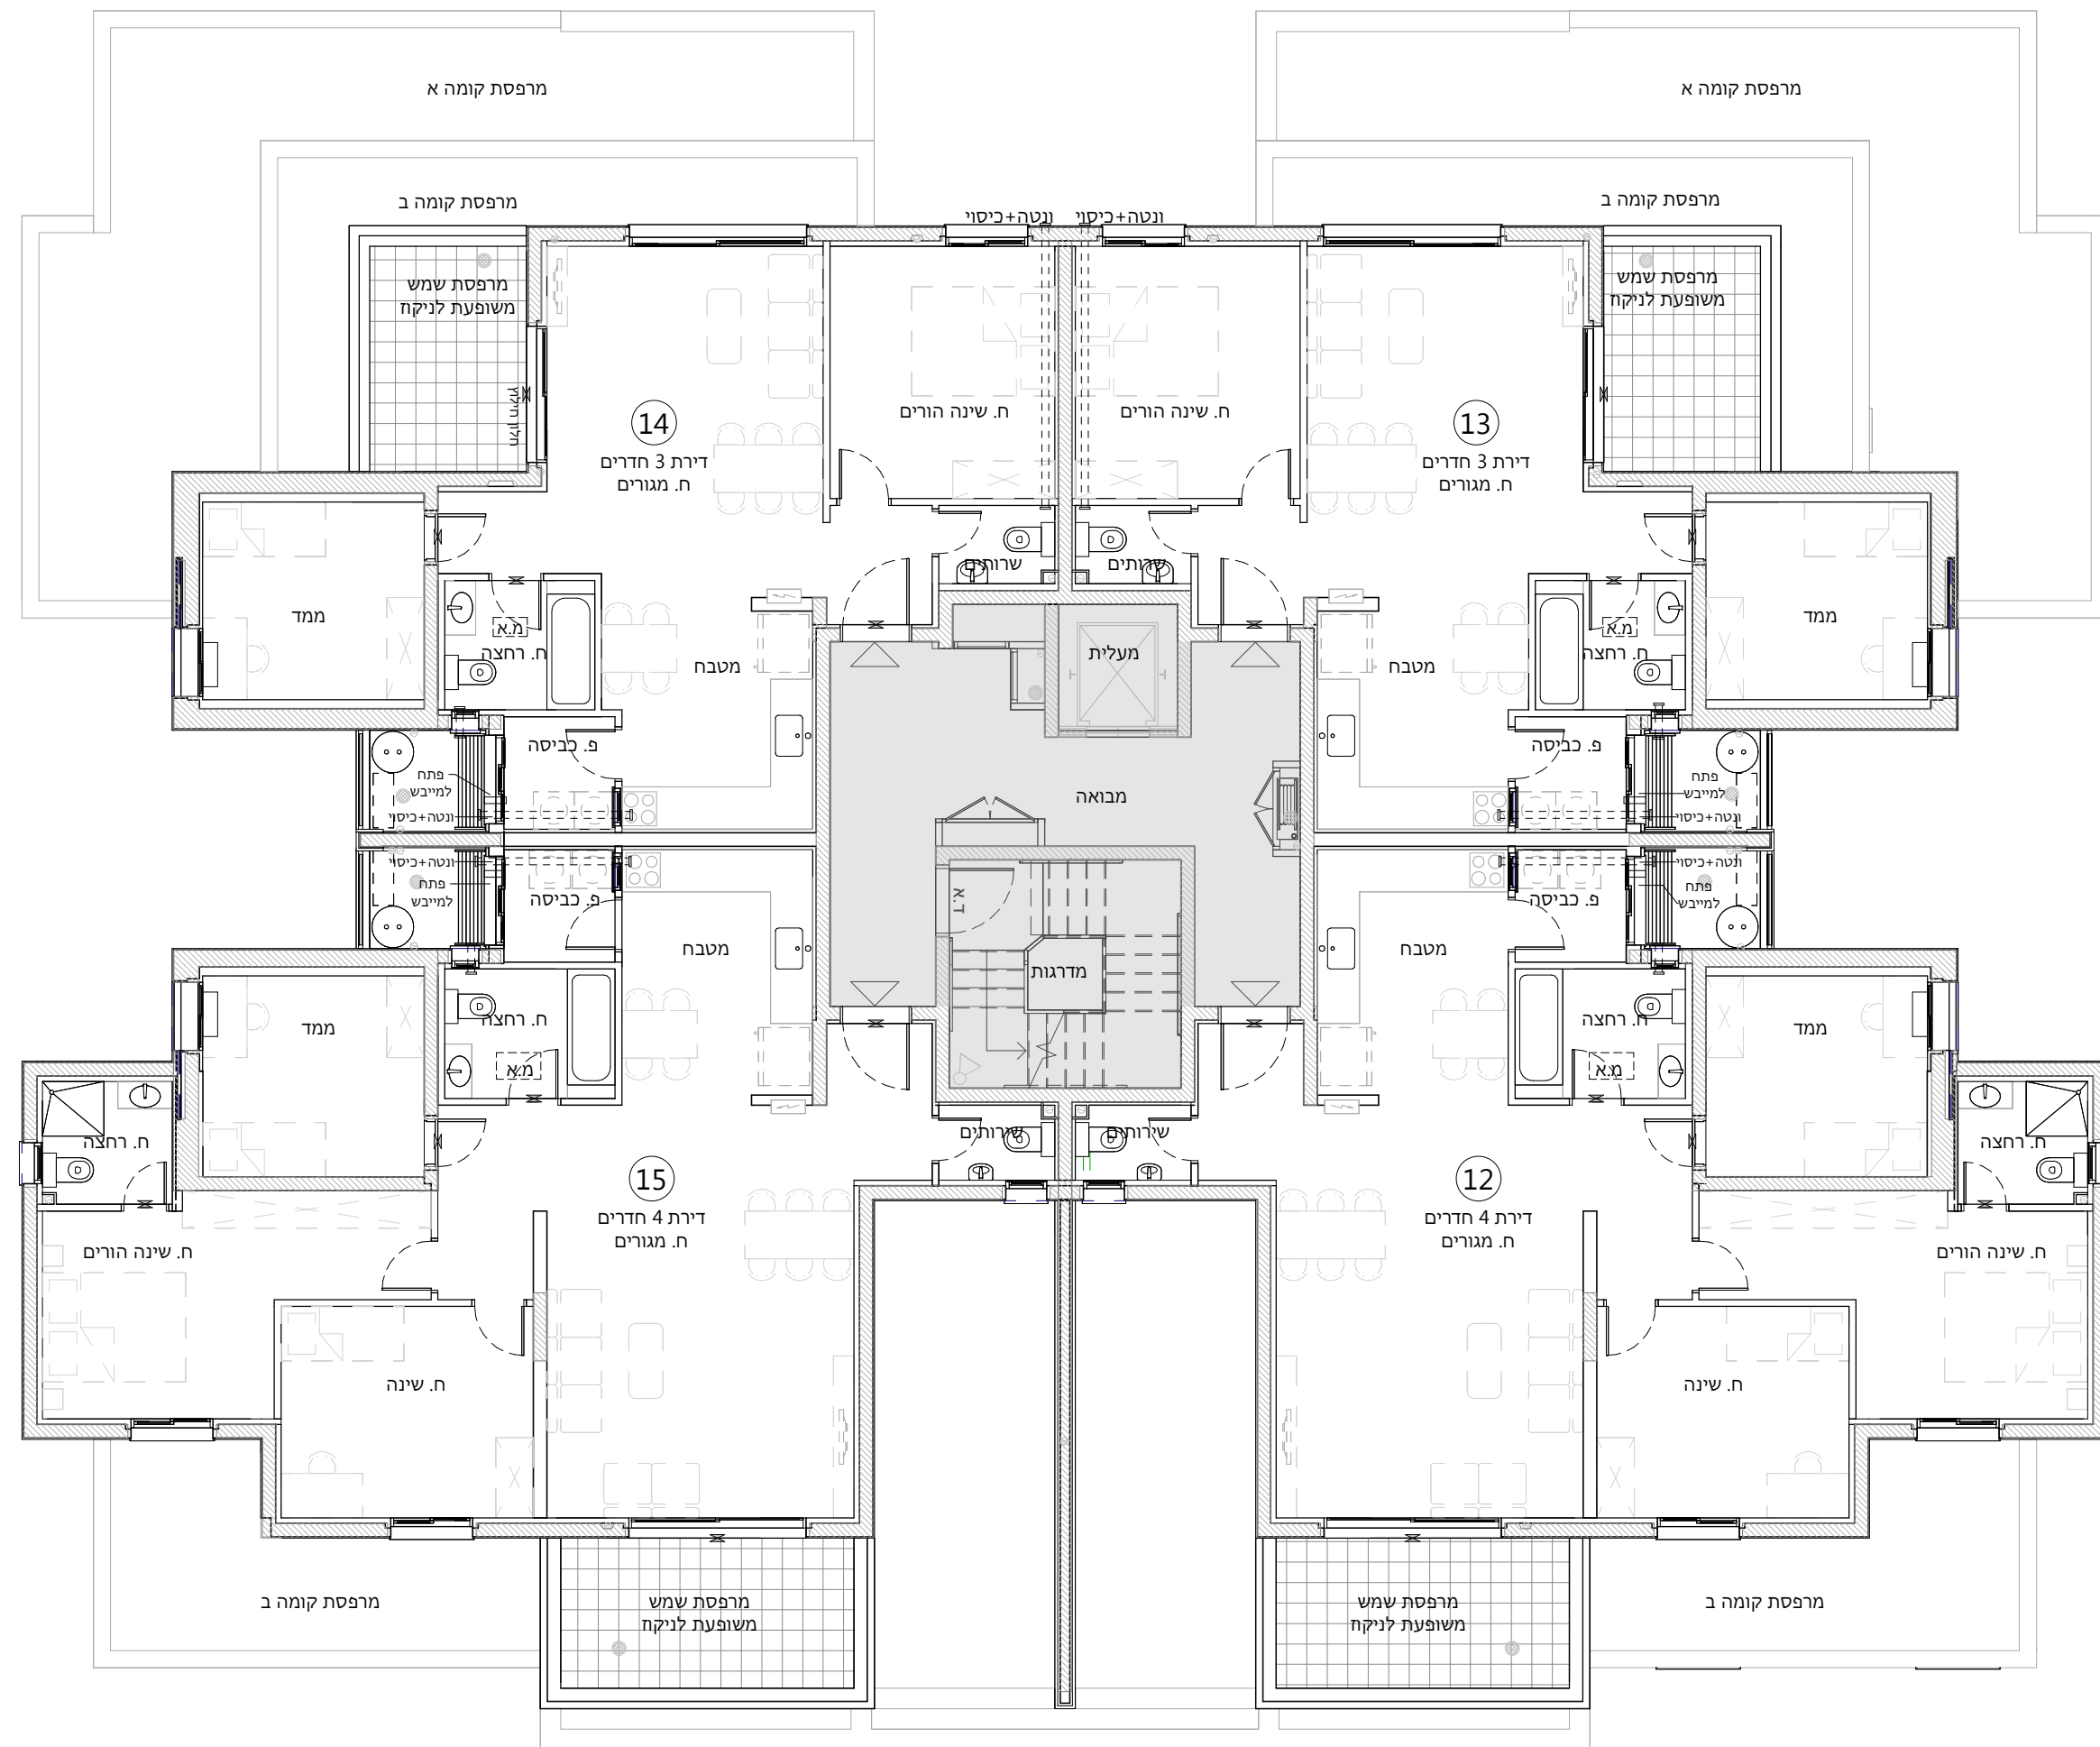 מרפסת קומה א
מרפסת קומה א
מרפסת קומה ב
מרפסת קומה ב
ונטה+כיסוי
ונטה+כיסוי
מרפסת שמש
משופעת לניקוז
מרפסת שמש
משופעת לניקוז
חלון חילוץ
14
דירת 3 חדרים
ח. מגורים
ח. שינה הורים
ח. שינה הורים
13
דירת 3 חדרים
ח. מגורים
שרותים
שרותים
ממד
מ.א
ח. רחצה
מטבח
מעלית
מטבח
מ.א
ח. רחצה
ממד
פ. כביסה
פ. כביסה
פתח
למייבש
ונטה+כיסוי
מבואה
פתח
למייבש
ונטה+כיסוי
ונטה+כיסוי
פתח
למייבש
פ. כביסה
ד.א
פ. כביסה
ונטה+כיסוי
פתח
למייבש
מטבח
מדרגות
מטבח
ממד
ח. רחצה
מ.א
ח. רחצה
מ.א
ממד
ח. רחצה
שירותים
שירותים
ח. רחצה
15
דירת 4 חדרים
ח. מגורים
12
דירת 4 חדרים
ח. מגורים
ח. שינה הורים
ח. שינה הורים
ח. שינה
ח. שינה
מרפסת קומה ב
מרפסת שמש
משופעת לניקוז
מרפסת שמש
משופעת לניקוז
מרפסת קומה ב